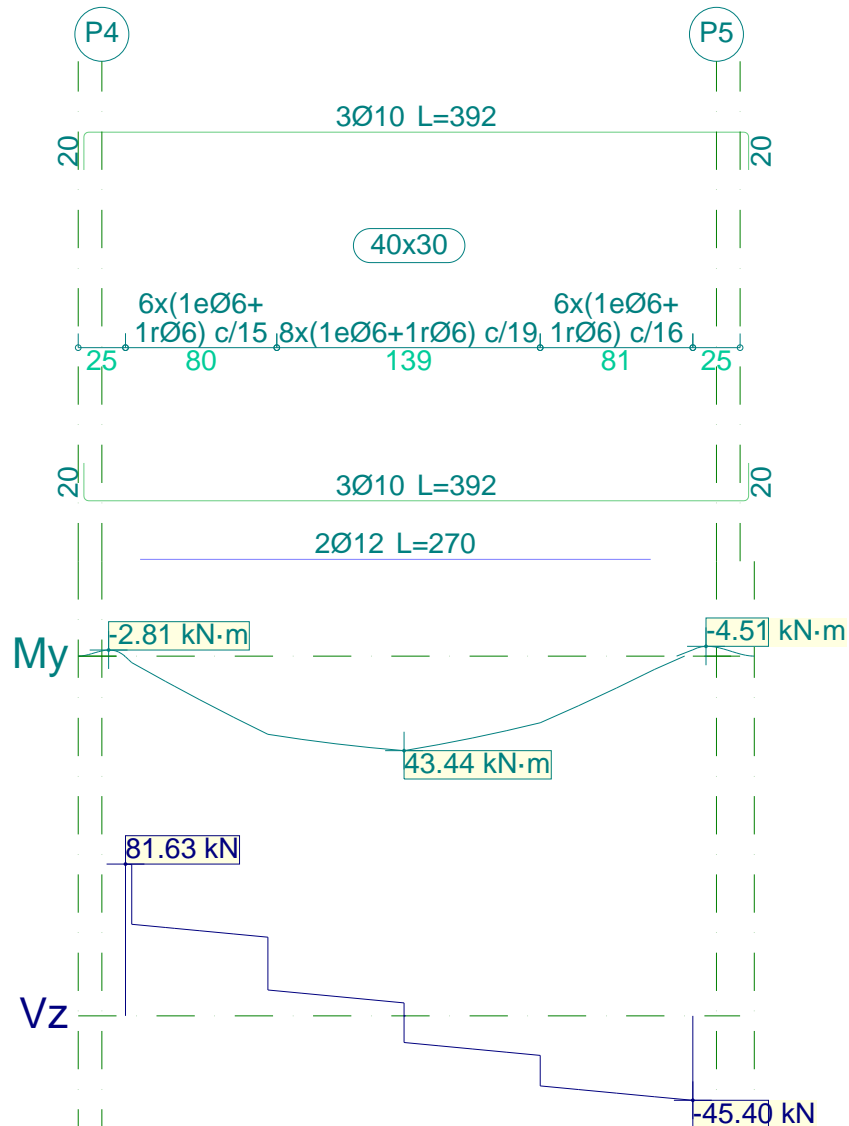 P4
P5
3Ø10 L=392
20
20
40x30
6x(1eØ6+
1rØ6) c/15
8x(1eØ6+1rØ6) c/19
6x(1eØ6+
1rØ6) c/16
25
80
139
81
25
20
3Ø10 L=392
20
2Ø12 L=270
My
-2.81 kN·m
-4.51 kN·m
43.44 kN·m
81.63 kN
Vz
-45.40 kN